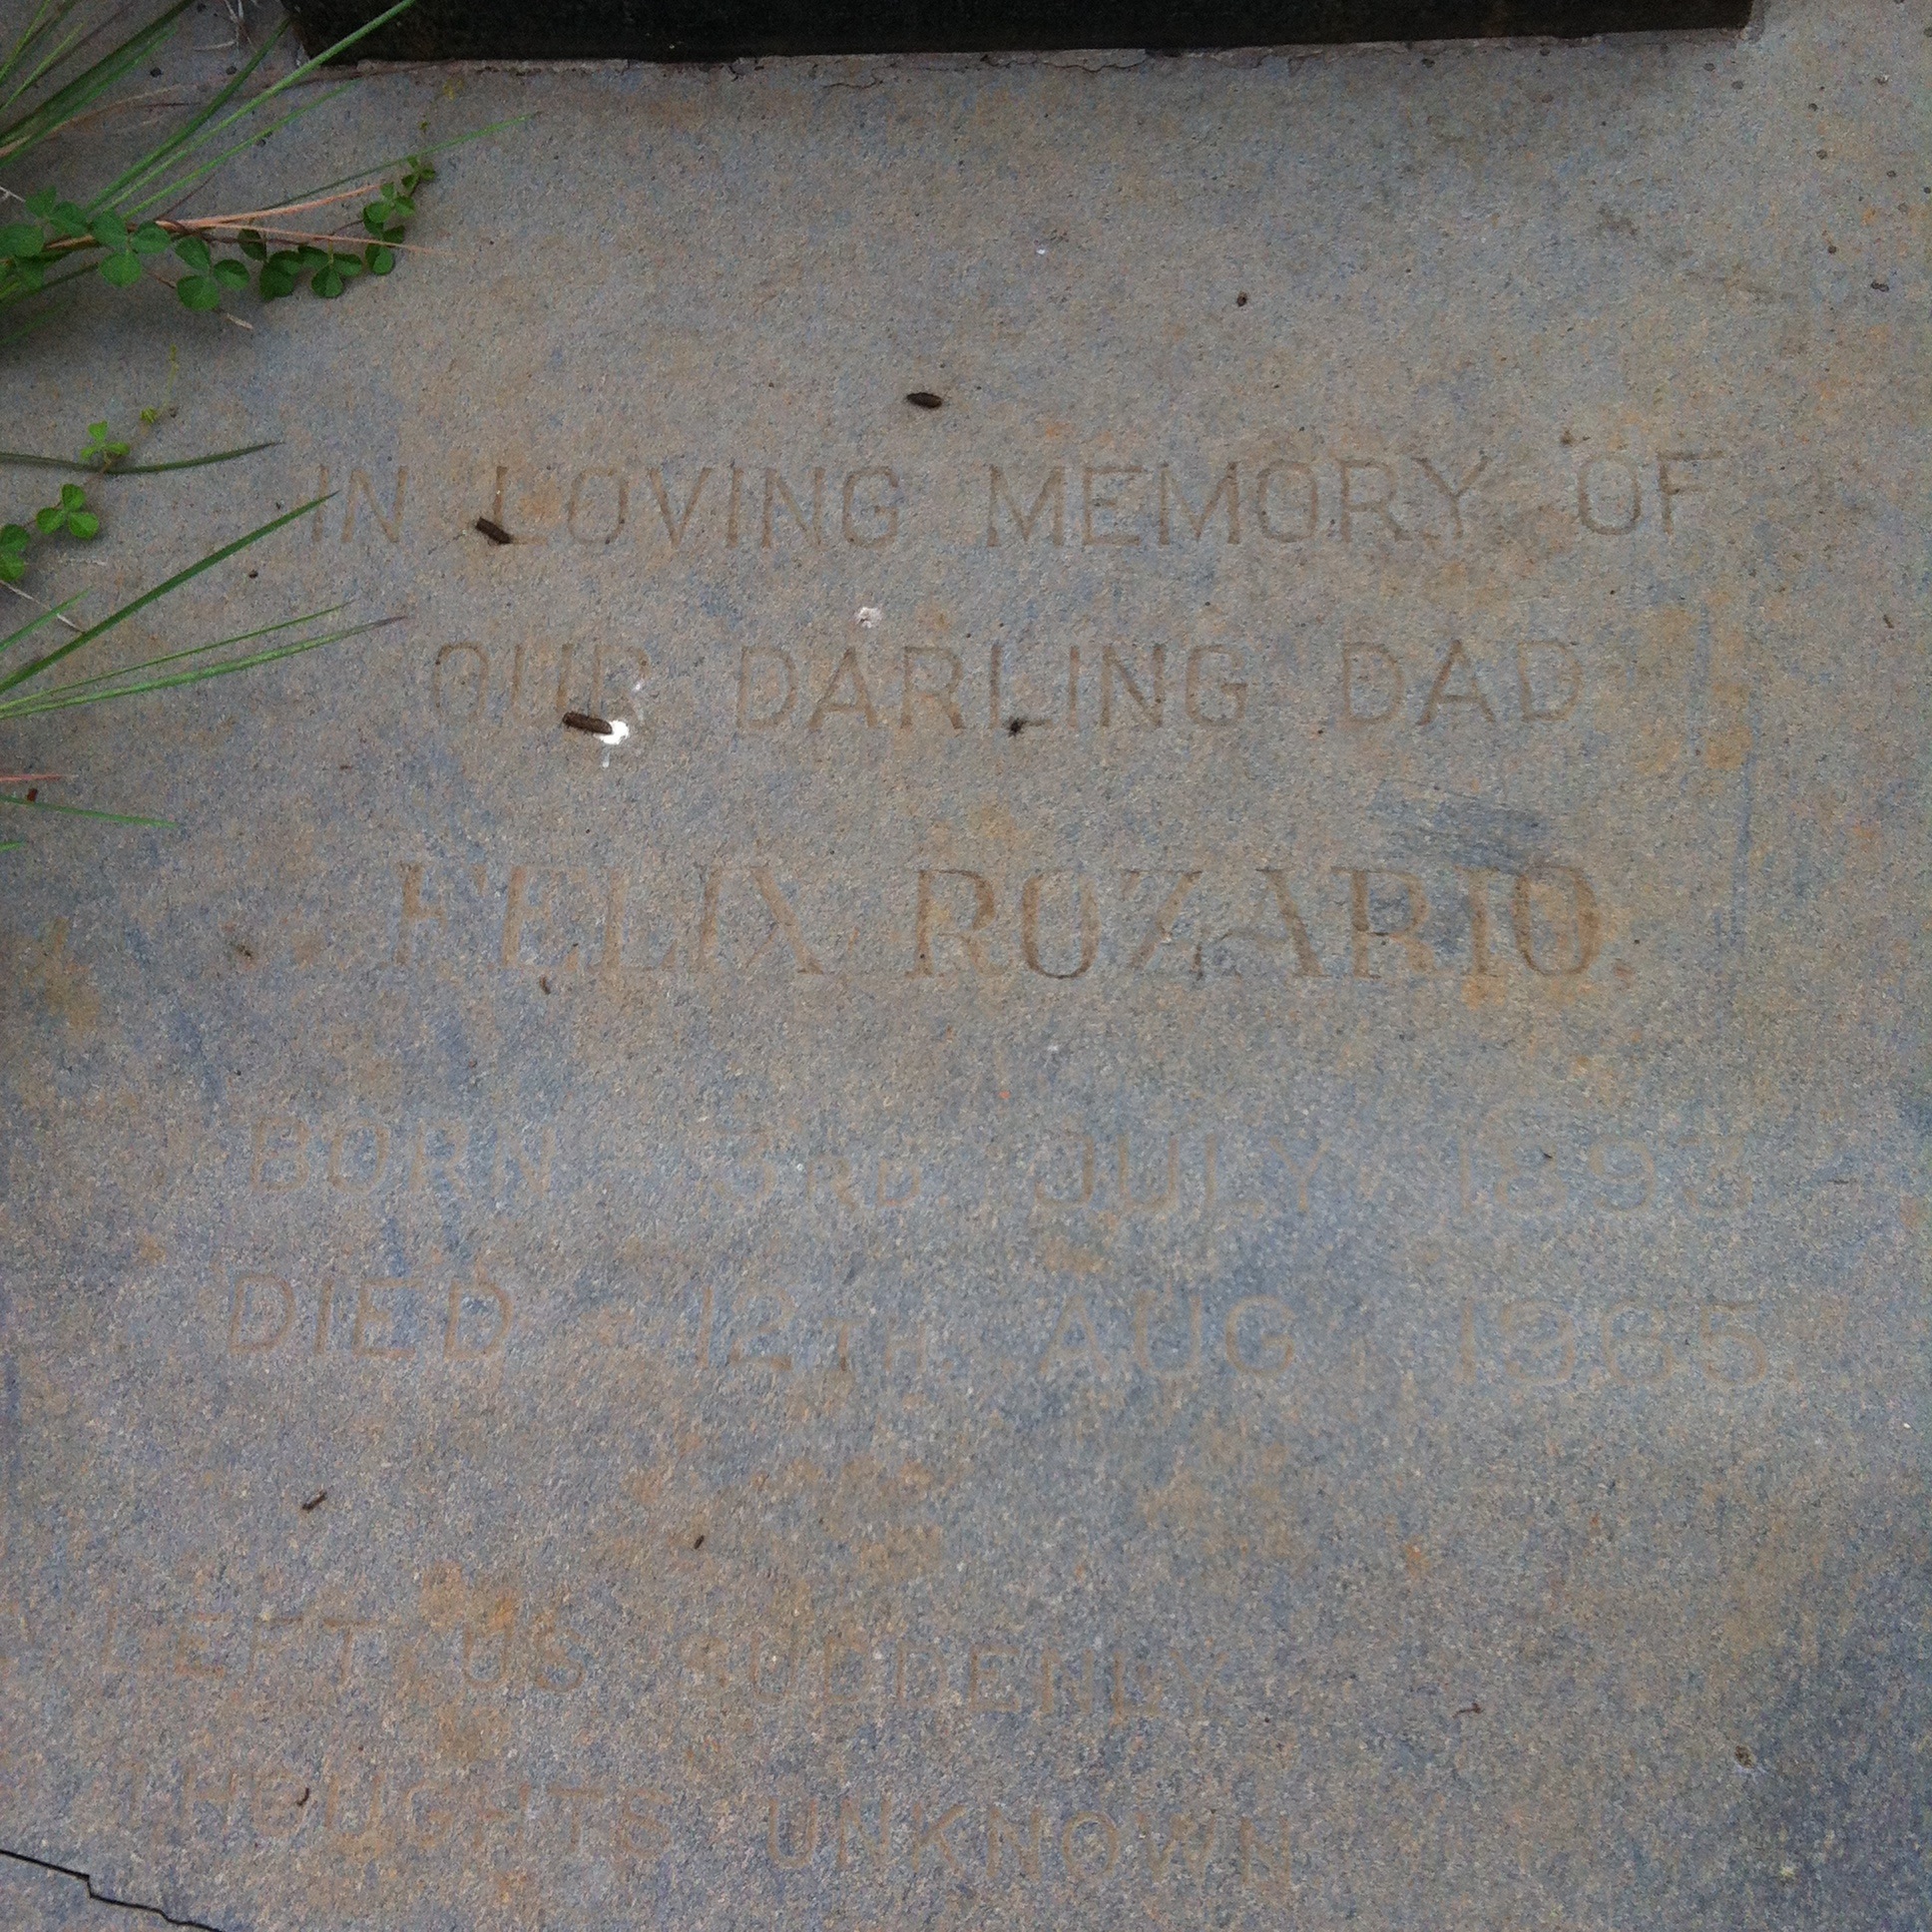 IN LOVING MEMORY OF
OUR DARLING DAD
FELIX ROZARIO.
BORN 3RD JULY 1893
DIED 12TH. AUG 1965
LEFT US SUDDENLY
THOUGHTS UNKNOWN